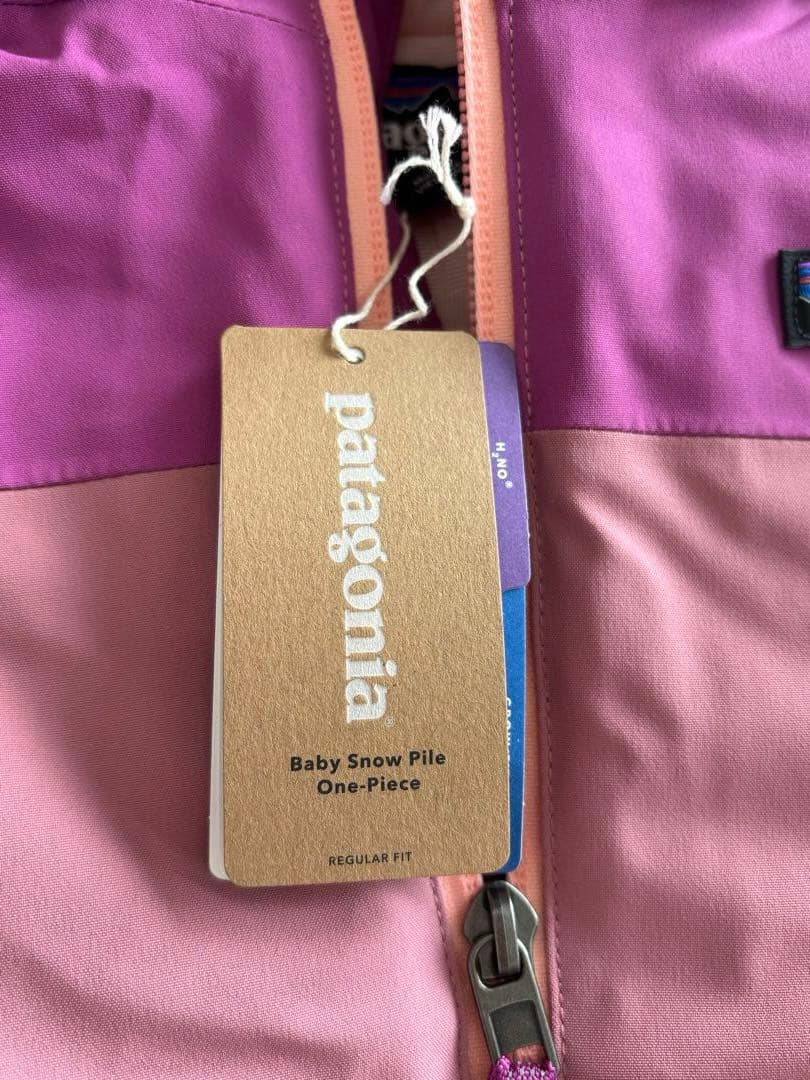 patagonia®
Baby Snow Pile
One-Piece
REGULAR FIT
H₂NO®